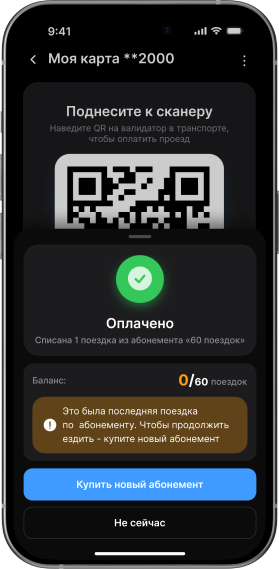 9:41
Моя карта **2000
Поднесите к сканеру
Наведите QR на валидатор в транспорте,
чтобы оплатить проезд
Оплачено
Списана 1 поездка из абонемента «60 поездок»
Баланс: 0/60 поездок
Это была последняя поездка
по абонементу. Чтобы продолжить
ездить - купите новый абонемент
Купить новый абонемент
Не сейчас